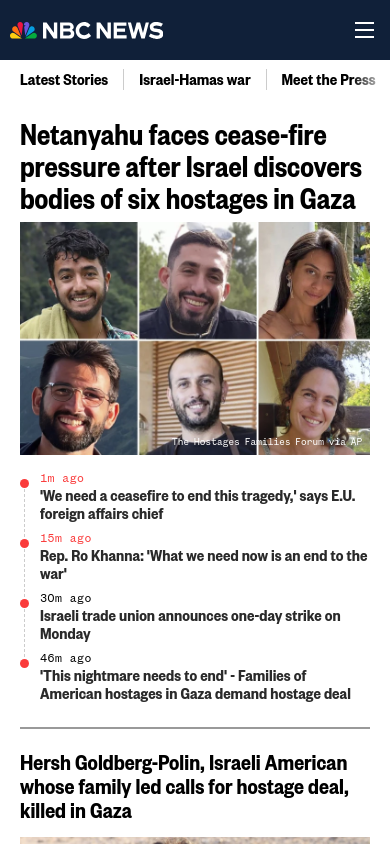 NBC NEWS
Latest Stories
Israel-Hamas war
Meet the Press
Netanyahu faces cease-fire
pressure after Israel discovers
bodies of six hostages in Gaza
The Hostages Families Forum via AP
1m ago
'We need a ceasefire to end this tragedy,' says E.U.
foreign affairs chief
15m ago
Rep. Ro Khanna: 'What we need now is an end to the
war'
30m ago
Israeli trade union announces one-day strike on
Monday
46m ago
'This nightmare needs to end' - Families of
American hostages in Gaza demand hostage deal
Hersh Goldberg-Polin, Israeli American
whose family led calls for hostage deal,
killed in Gaza